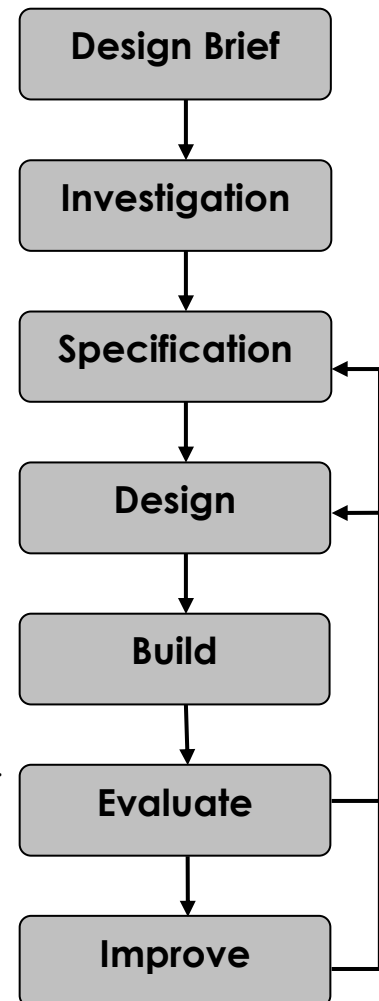 Design Brief
Investigation
Specification
Design
Build
Evaluate
Improve